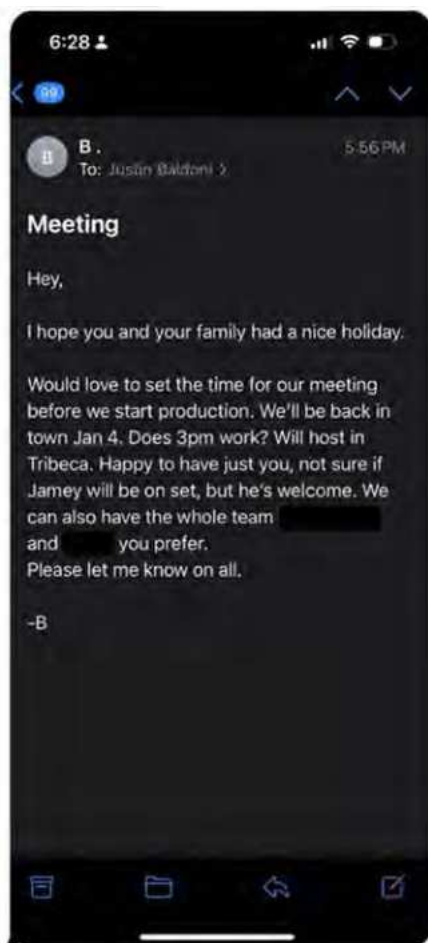 6:28
99
B
B .
5:56 PM
To: Justin Baldoni >
Meeting
Hey,
I hope you and your family had a nice holiday.
Would love to set the time for our meeting
before we start production. We'll be back in
town Jan 4. Does 3pm work? Will host in
Tribeca. Happy to have just you, not sure if
Jamey will be on set, but he's welcome. We
can also have the whole team
and you prefer.
Please let me know on all.
-B